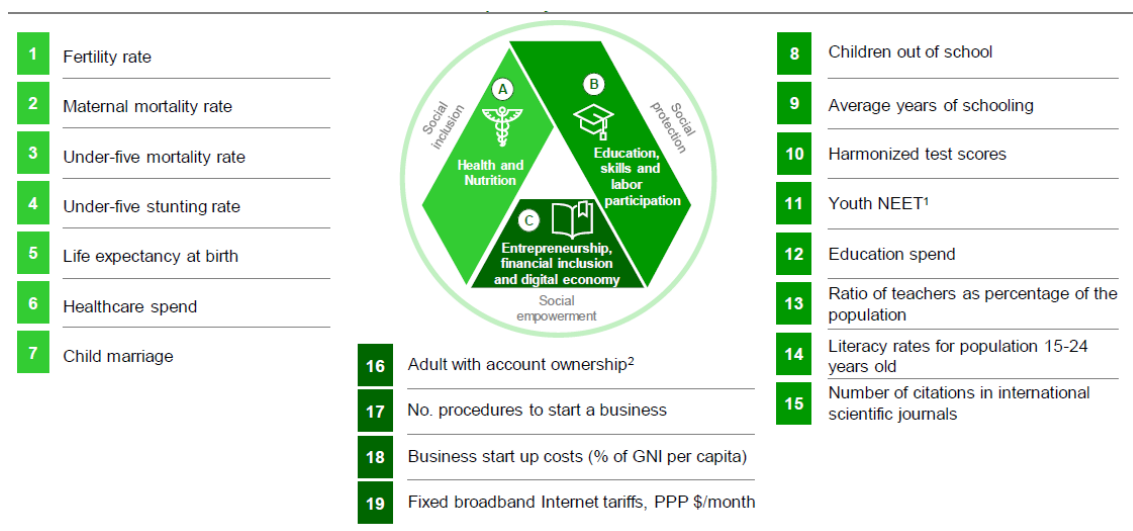 1
Fertility rate
2
Maternal mortality rate
3
Under-five mortality rate
4
Under-five stunting rate
5
Life expectancy at birth
6
Healthcare spend
7
Child marriage
Social
inclusion
A
Health and
Nutrition
B
Education,
skills and
labor
participation
Social
protection
C
Entrepreneurship,
financial inclusion
and digital economy
Social
empowerment
8
Children out of school
9
Average years of schooling
10
Harmonized test scores
11
Youth NEET¹
12
Education spend
13
Ratio of teachers as percentage of the
population
14
Literacy rates for population 15-24
years old
15
Number of citations in international
scientific journals
16
Adult with account ownership²
17
No. procedures to start a business
18
Business start up costs (% of GNI per capita)
19
Fixed broadband Internet tariffs, PPP $/month